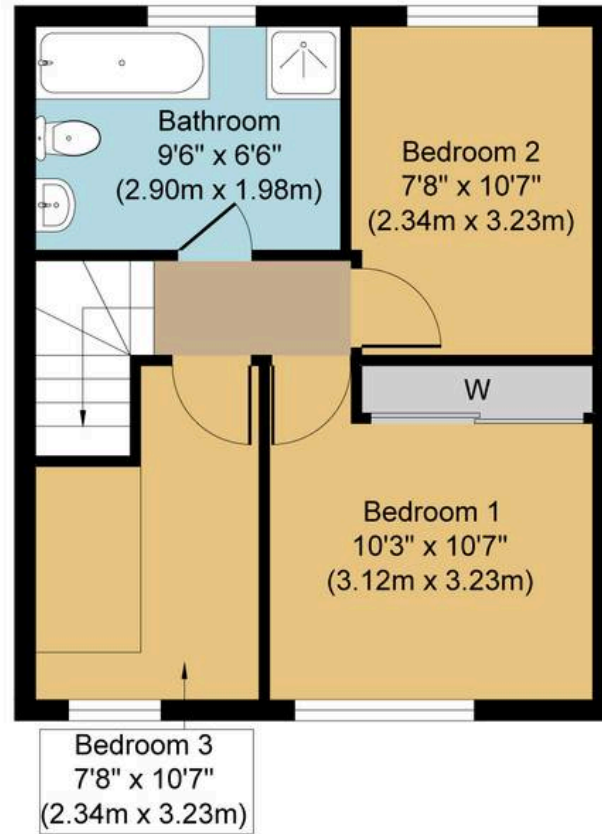 Bathroom
9'6" x 6'6"
(2.90m x 1.98m)
Bedroom 2
7'8" x 10'7"
(2.34m x 3.23m)
W
Bedroom 1
10'3" x 10'7"
(3.12m x 3.23m)
Bedroom 3
7'8" x 10'7"
(2.34m x 3.23m)